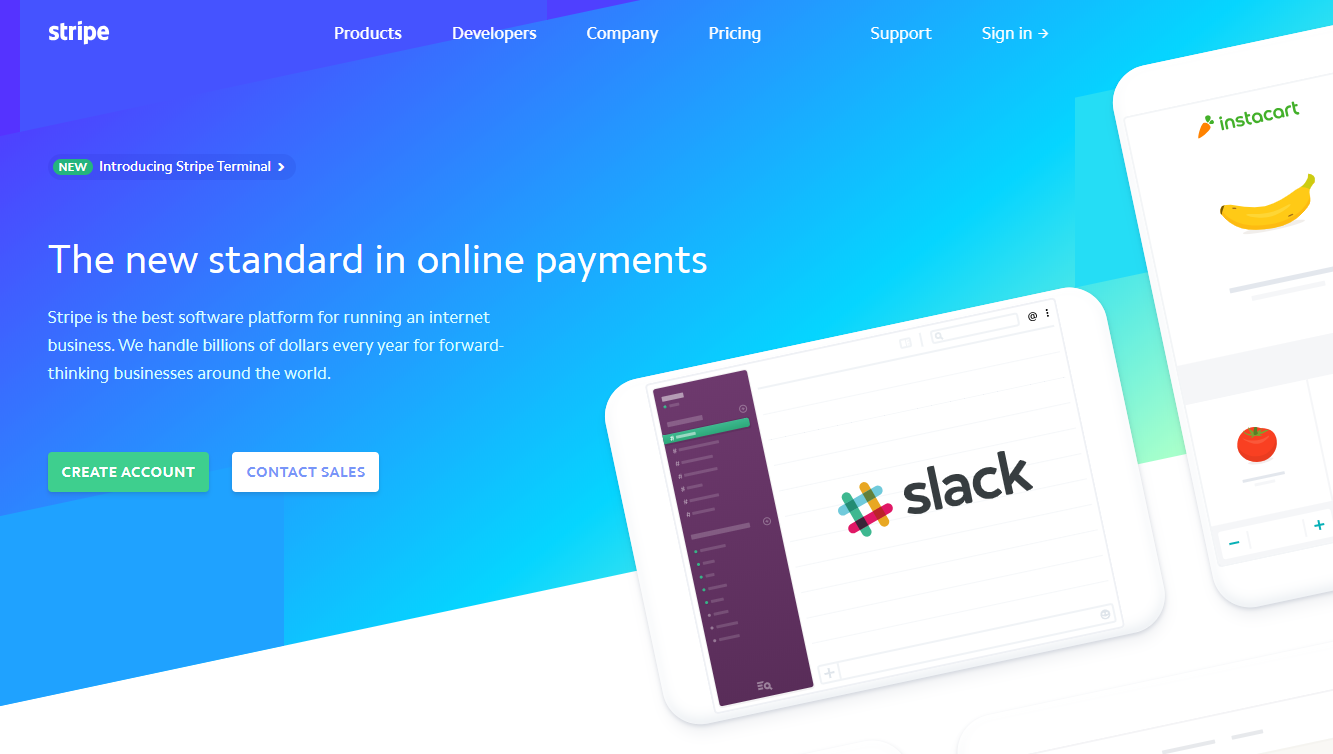 stripe
Products Developers Company Pricing Support Sign in →
NEW Introducing Stripe Terminal >
The new standard in online payments
Stripe is the best software platform for running an internet
business. We handle billions of dollars every year for forward-
thinking businesses around the world.
CREATE ACCOUNT CONTACT SALES
instacart
@
slack